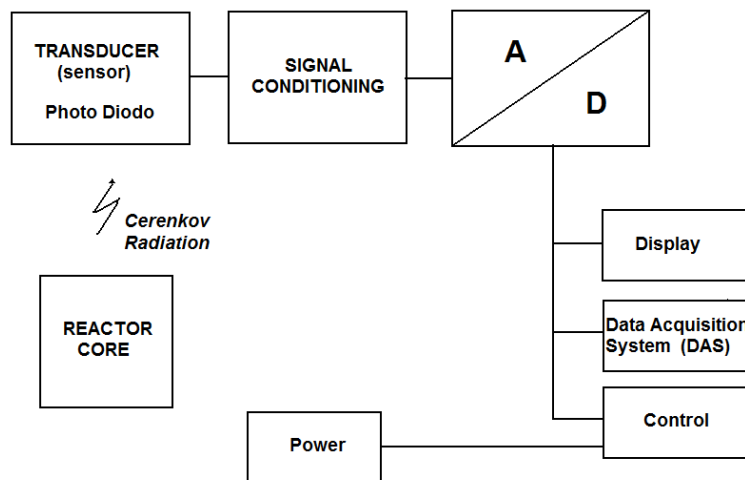 TRANSDUCER
(sensor)
Photo Diodo
SIGNAL
CONDITIONING
A
D
Cerenkov
Radiation
REACTOR
CORE
Display
Data Acquisition
System (DAS)
Control
Power